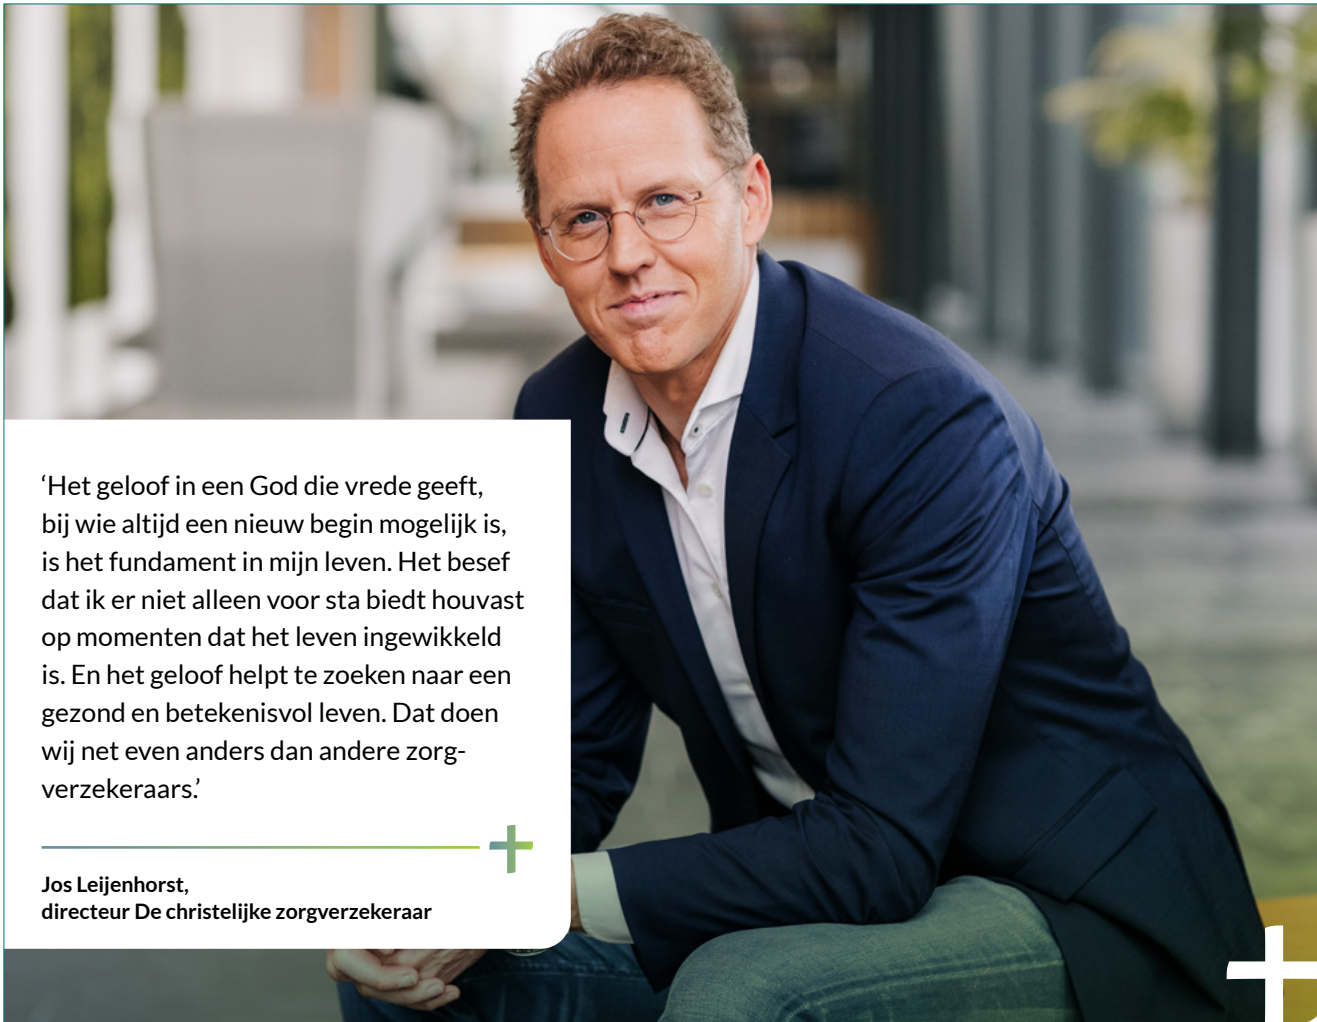 ‘Het geloof in een God die vrede geeft,
bij wie altijd een nieuw begin mogelijk is,
is het fundament in mijn leven. Het besef
dat ik er niet alleen voor sta biedt houvast
op momenten dat het leven ingewikkeld
is. En het geloof helpt te zoeken naar een
gezond en betekenisvol leven. Dat doen
wij net even anders dan andere zorg-
verzekeraars.’
Jos Leijenhorst,
directeur De christelijke zorgverzekeraar